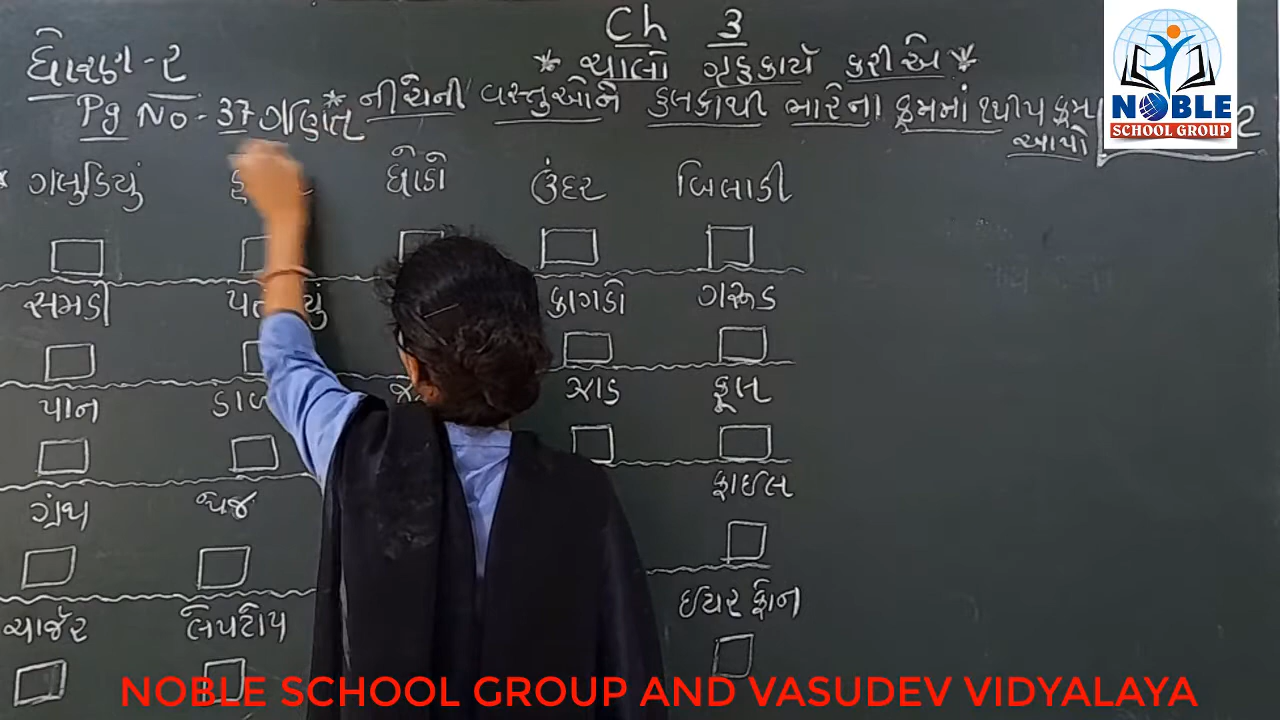 Ch 3
ધોરણ - ૨
* ચાલો ગૃહકાર્ય કરીએ *
Pg No - 37 ગણિત * નીચેની વસ્તુઓને હલકાથી ભારેના ક્રમમાં
આપો
ગલુડિયું ઘોડો ઉંદર બિલાડી
સમડી કાગડો ગરૂડ
પાન ઝાડ ફૂલ
ગ્રંથ પેજ ફાઈલ
ચાર્જર લેપટોપ ઈયર ફોન
NOBLE
SCHOOL GROUP
NOBLE SCHOOL GROUP AND VASUDEV VIDYALAYA